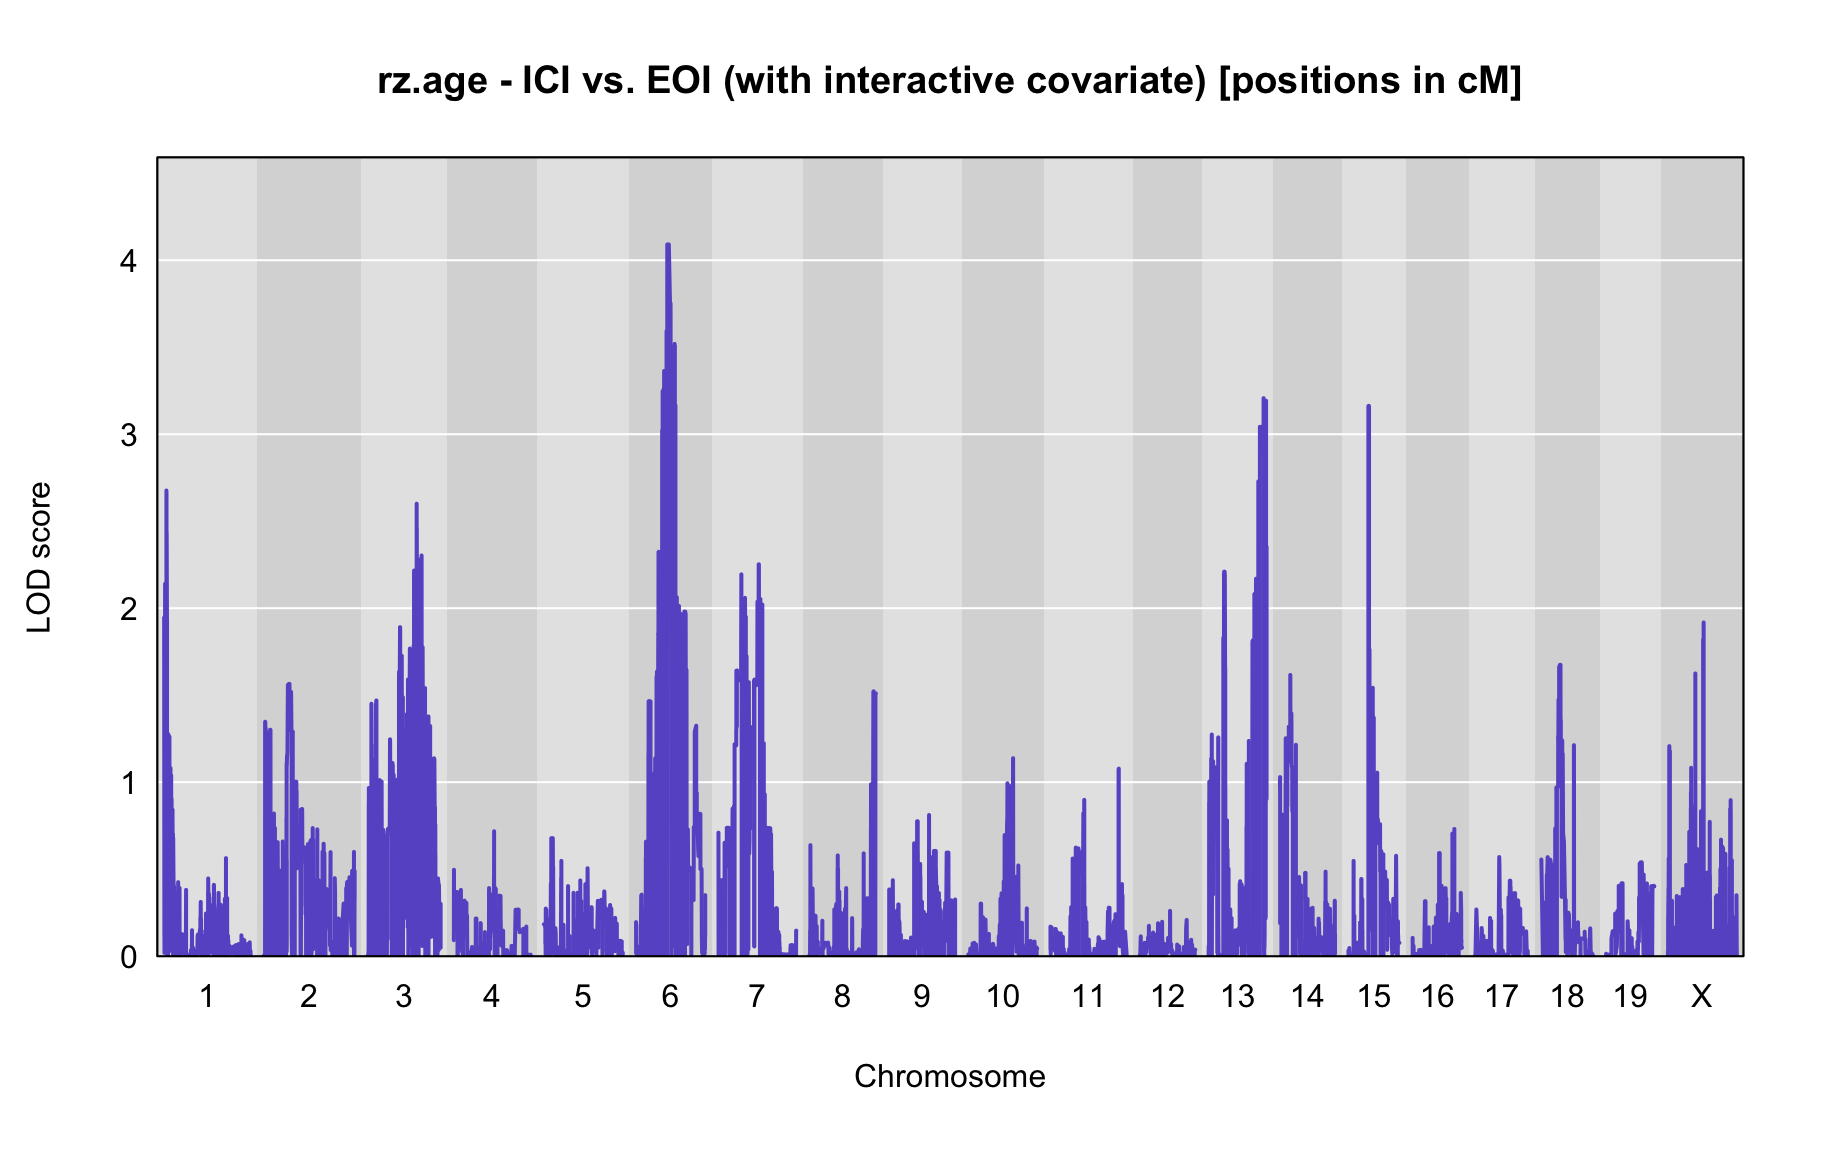 rz.age - ICI vs. EOI (with interactive covariate) [positions in cM]
LOD score
4
3
2
1
0
1 2 3 4 5 6 7 8 9 10 11 12 13 14 15 16 17 18 19 X
Chromosome